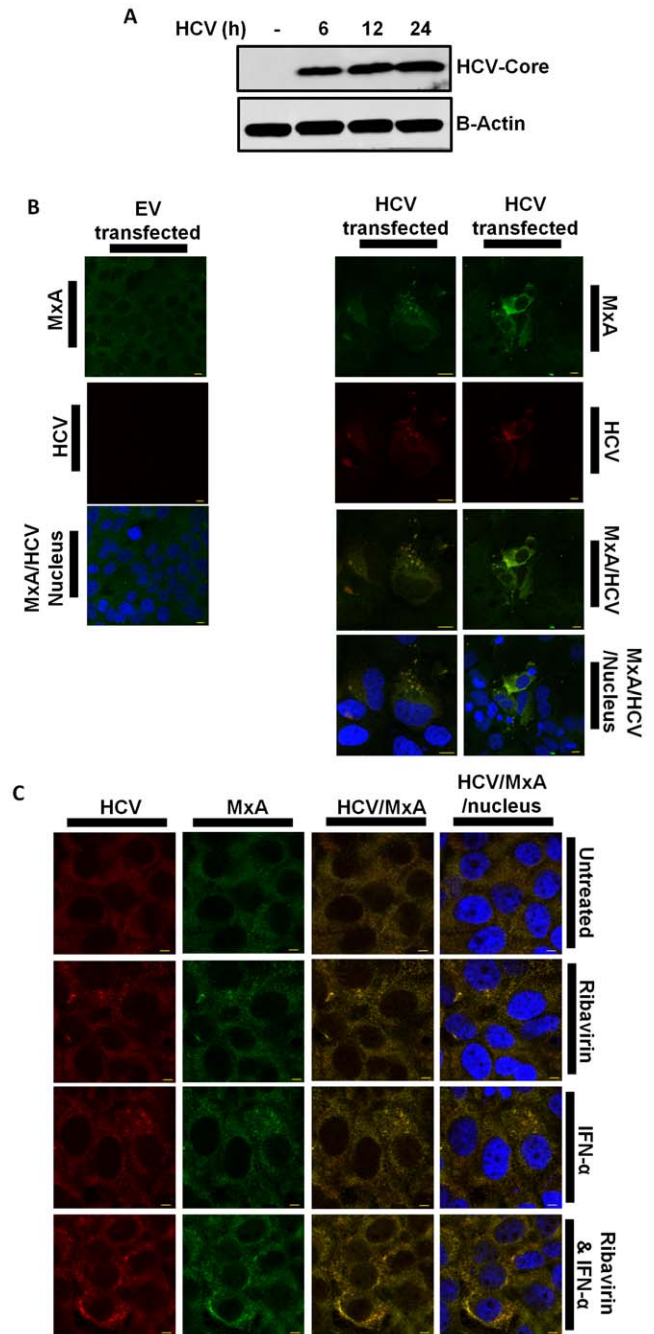 A
HCV (h) - 6 12 24
HCV-Core
B-Actin
B
EV
transfected
HCV
transfected
HCV
transfected
MxA
HCV
MxA/HCV
Nucleus
MxA
HCV
MxA/HCV
MxA/HCV
/Nucleus
C
HCV
MxA
HCV/MxA
HCV/MxA
/nucleus
Untreated
Ribavirin
IFN-α
Ribavirin
& IFN-α